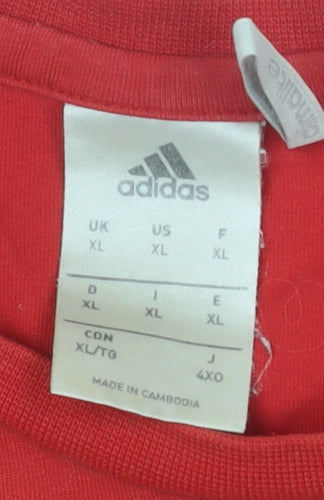 climalite
adidas
UK US F
XL XL XL
D I E
XL XL XL
CDN J
XL/TG 4XO
MADE IN CAMBODIA